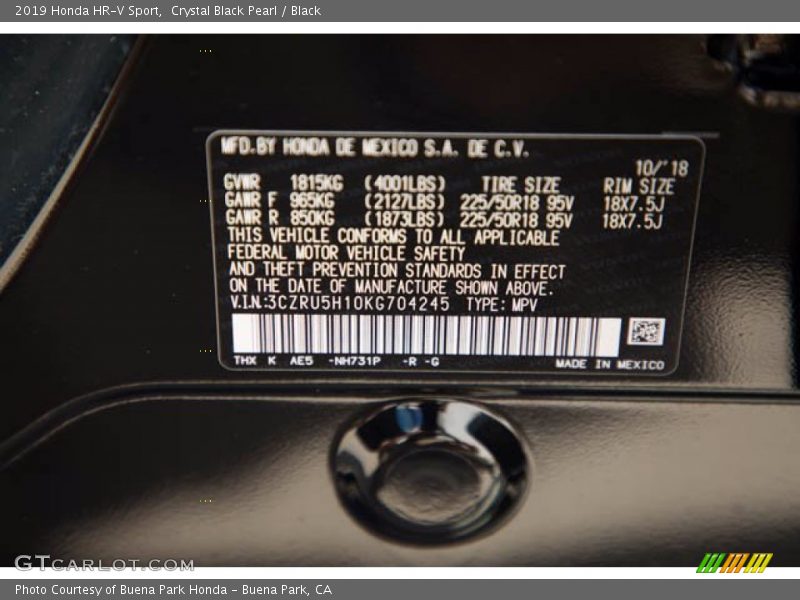 2019 Honda HR-V Sport, Crystal Black Pearl / Black
MFD.BY HONDA DE MEXICO S.A. DE C.V.
10/'18
GVWR 1815KG (4001LBS) TIRE SIZE RIM SIZE
GAWR F 965KG (2127LBS) 225/50R18 95V 18X7.5J
GAWR R 850KG (1873LBS) 225/50R18 95V 18X7.5J
THIS VEHICLE CONFORMS TO ALL APPLICABLE
FEDERAL MOTOR VEHICLE SAFETY
AND THEFT PREVENTION STANDARDS IN EFFECT
ON THE DATE OF MANUFACTURE SHOWN ABOVE.
V.I.N:3CZRU5H10KG704245 TYPE: MPV
THX K AE5 -NH731P -R -G MADE IN MEXICO
GTCARLOT.COM
Photo Courtesy of Buena Park Honda - Buena Park, CA